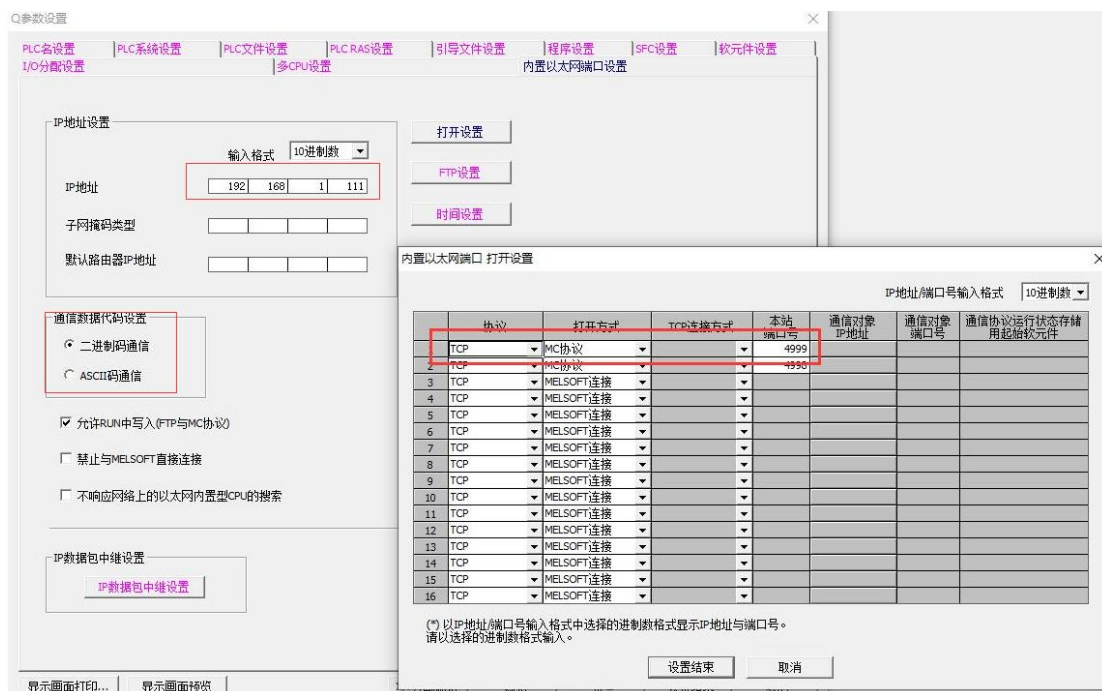 Q参数设置
PLC名设置 PLC系统设置 PLC文件设置 PLC RAS设置 引导文件设置 程序设置 SFC设置 软元件设置
I/O分配设置 多CPU设置 内置以太网端口设置
IP地址设置
输入格式 10进制数
IP地址 192 168 1 111
子网掩码类型
默认路由器IP地址
打开设置
FTP设置
时间设置
通信数据代码设置
二进制码通信
ASCII码通信
允许RUN中写入(FTP与MC协议)
禁止与MELSOFT直接连接
不响应网络上的以太网内置型CPU的搜索
IP数据包中继设置
IP数据包中继设置
显示画面打印... 显示画面预览
内置以太网端口 打开设置
IP地址/端口号输入格式 10进制数
协议 打开方式 TCP连接方式 本站端口号 通信对象IP地址 通信对象端口号 通信协议运行状态存储用起始软元件
1 TCP MC协议 4999
2 TCP MC协议 4998
3 TCP MELSOFT连接
4 TCP MELSOFT连接
5 TCP MELSOFT连接
6 TCP MELSOFT连接
7 TCP MELSOFT连接
8 TCP MELSOFT连接
9 TCP MELSOFT连接
10 TCP MELSOFT连接
11 TCP MELSOFT连接
12 TCP MELSOFT连接
13 TCP MELSOFT连接
14 TCP MELSOFT连接
15 TCP MELSOFT连接
16 TCP MELSOFT连接
(*) 以IP地址/端口号输入格式中选择的进制数格式显示IP地址与端口号。
请以选择的进制数格式输入。
设置结束 取消